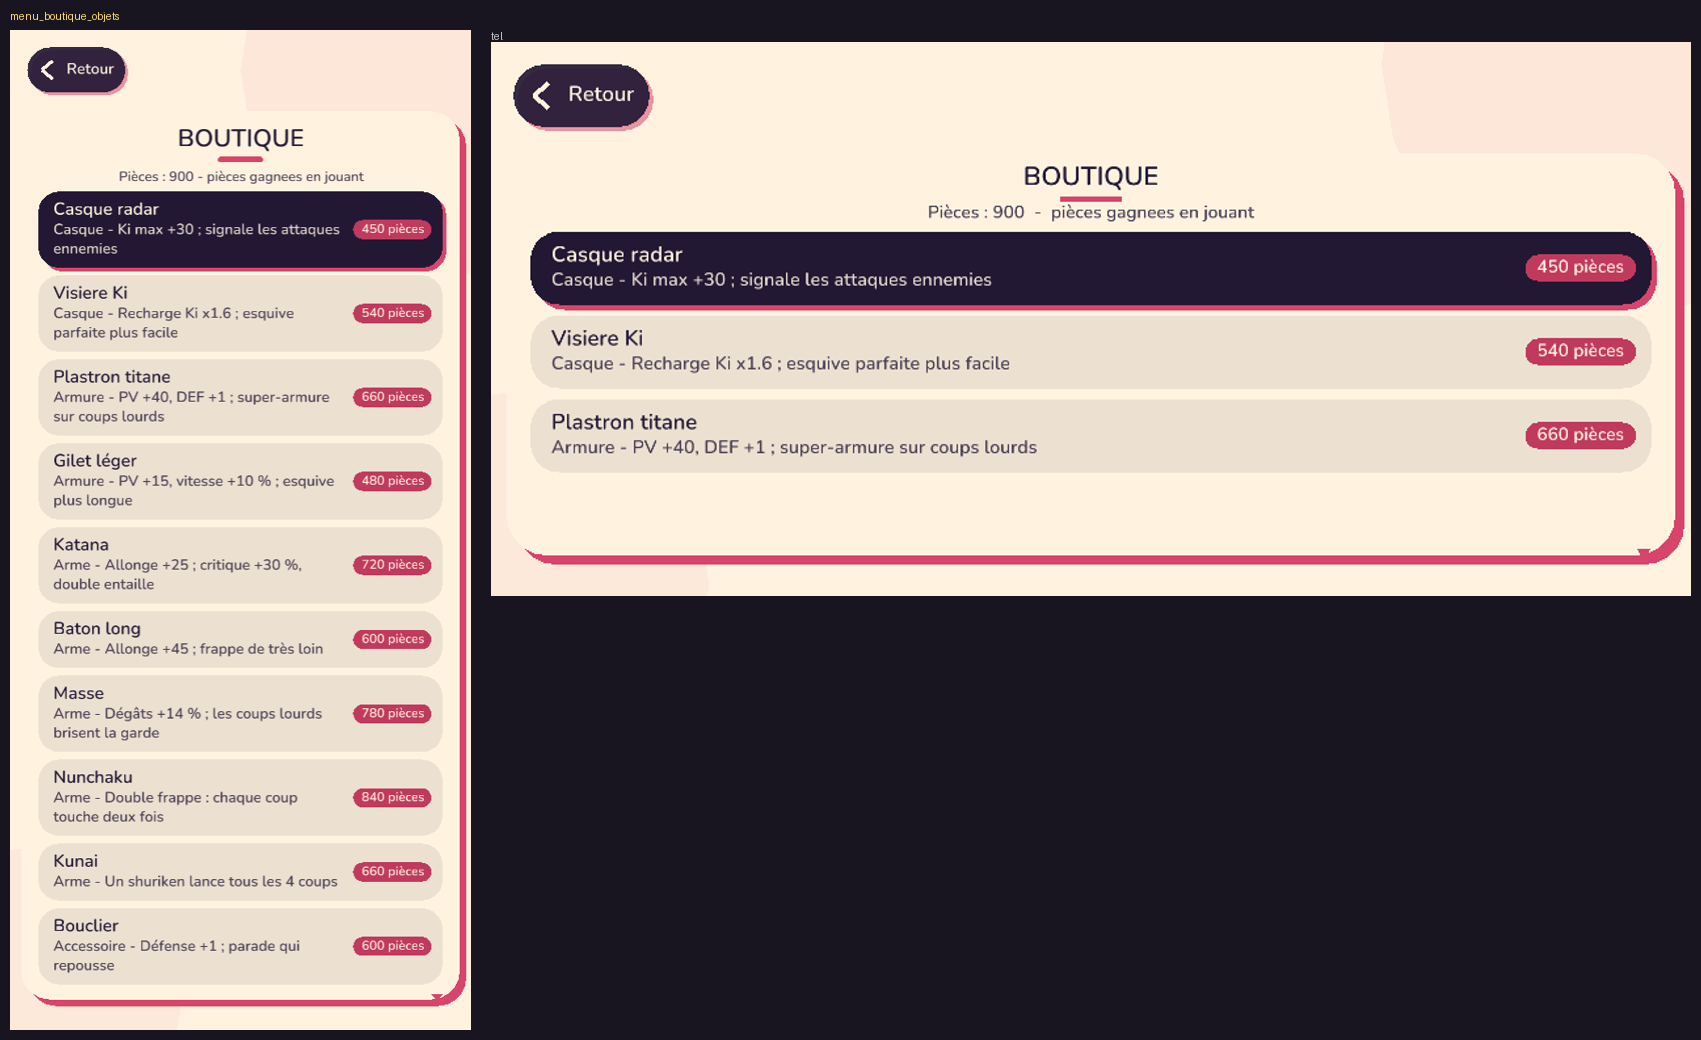 menu_boutique_objets
Retour
BOUTIQUE
Pièces : 900 - pièces gagnees en jouant
Casque radar
Casque - Ki max +30 ; signale les attaques
ennemies
450 pièces
Visiere Ki
Casque - Recharge Ki x1.6 ; esquive
parfaite plus facile
540 pièces
Plastron titane
Armure - PV +40, DEF +1 ; super-armure
sur coups lourds
660 pièces
Gilet léger
Armure - PV +15, vitesse +10 % ; esquive
plus longue
480 pièces
Katana
Arme - Allonge +25 ; critique +30 %,
double entaille
720 pièces
Baton long
Arme - Allonge +45 ; frappe de très loin
600 pièces
Masse
Arme - Dégâts +14 % ; les coups lourds
brisent la garde
780 pièces
Nunchaku
Arme - Double frappe : chaque coup
touche deux fois
840 pièces
Kunai
Arme - Un shuriken lance tous les 4 coups
660 pièces
Bouclier
Accessoire - Défense +1 ; parade qui
repousse
600 pièces
tel
Retour
BOUTIQUE
Pièces : 900 - pièces gagnees en jouant
Casque radar
Casque - Ki max +30 ; signale les attaques ennemies
450 pièces
Visiere Ki
Casque - Recharge Ki x1.6 ; esquive parfaite plus facile
540 pièces
Plastron titane
Armure - PV +40, DEF +1 ; super-armure sur coups lourds
660 pièces